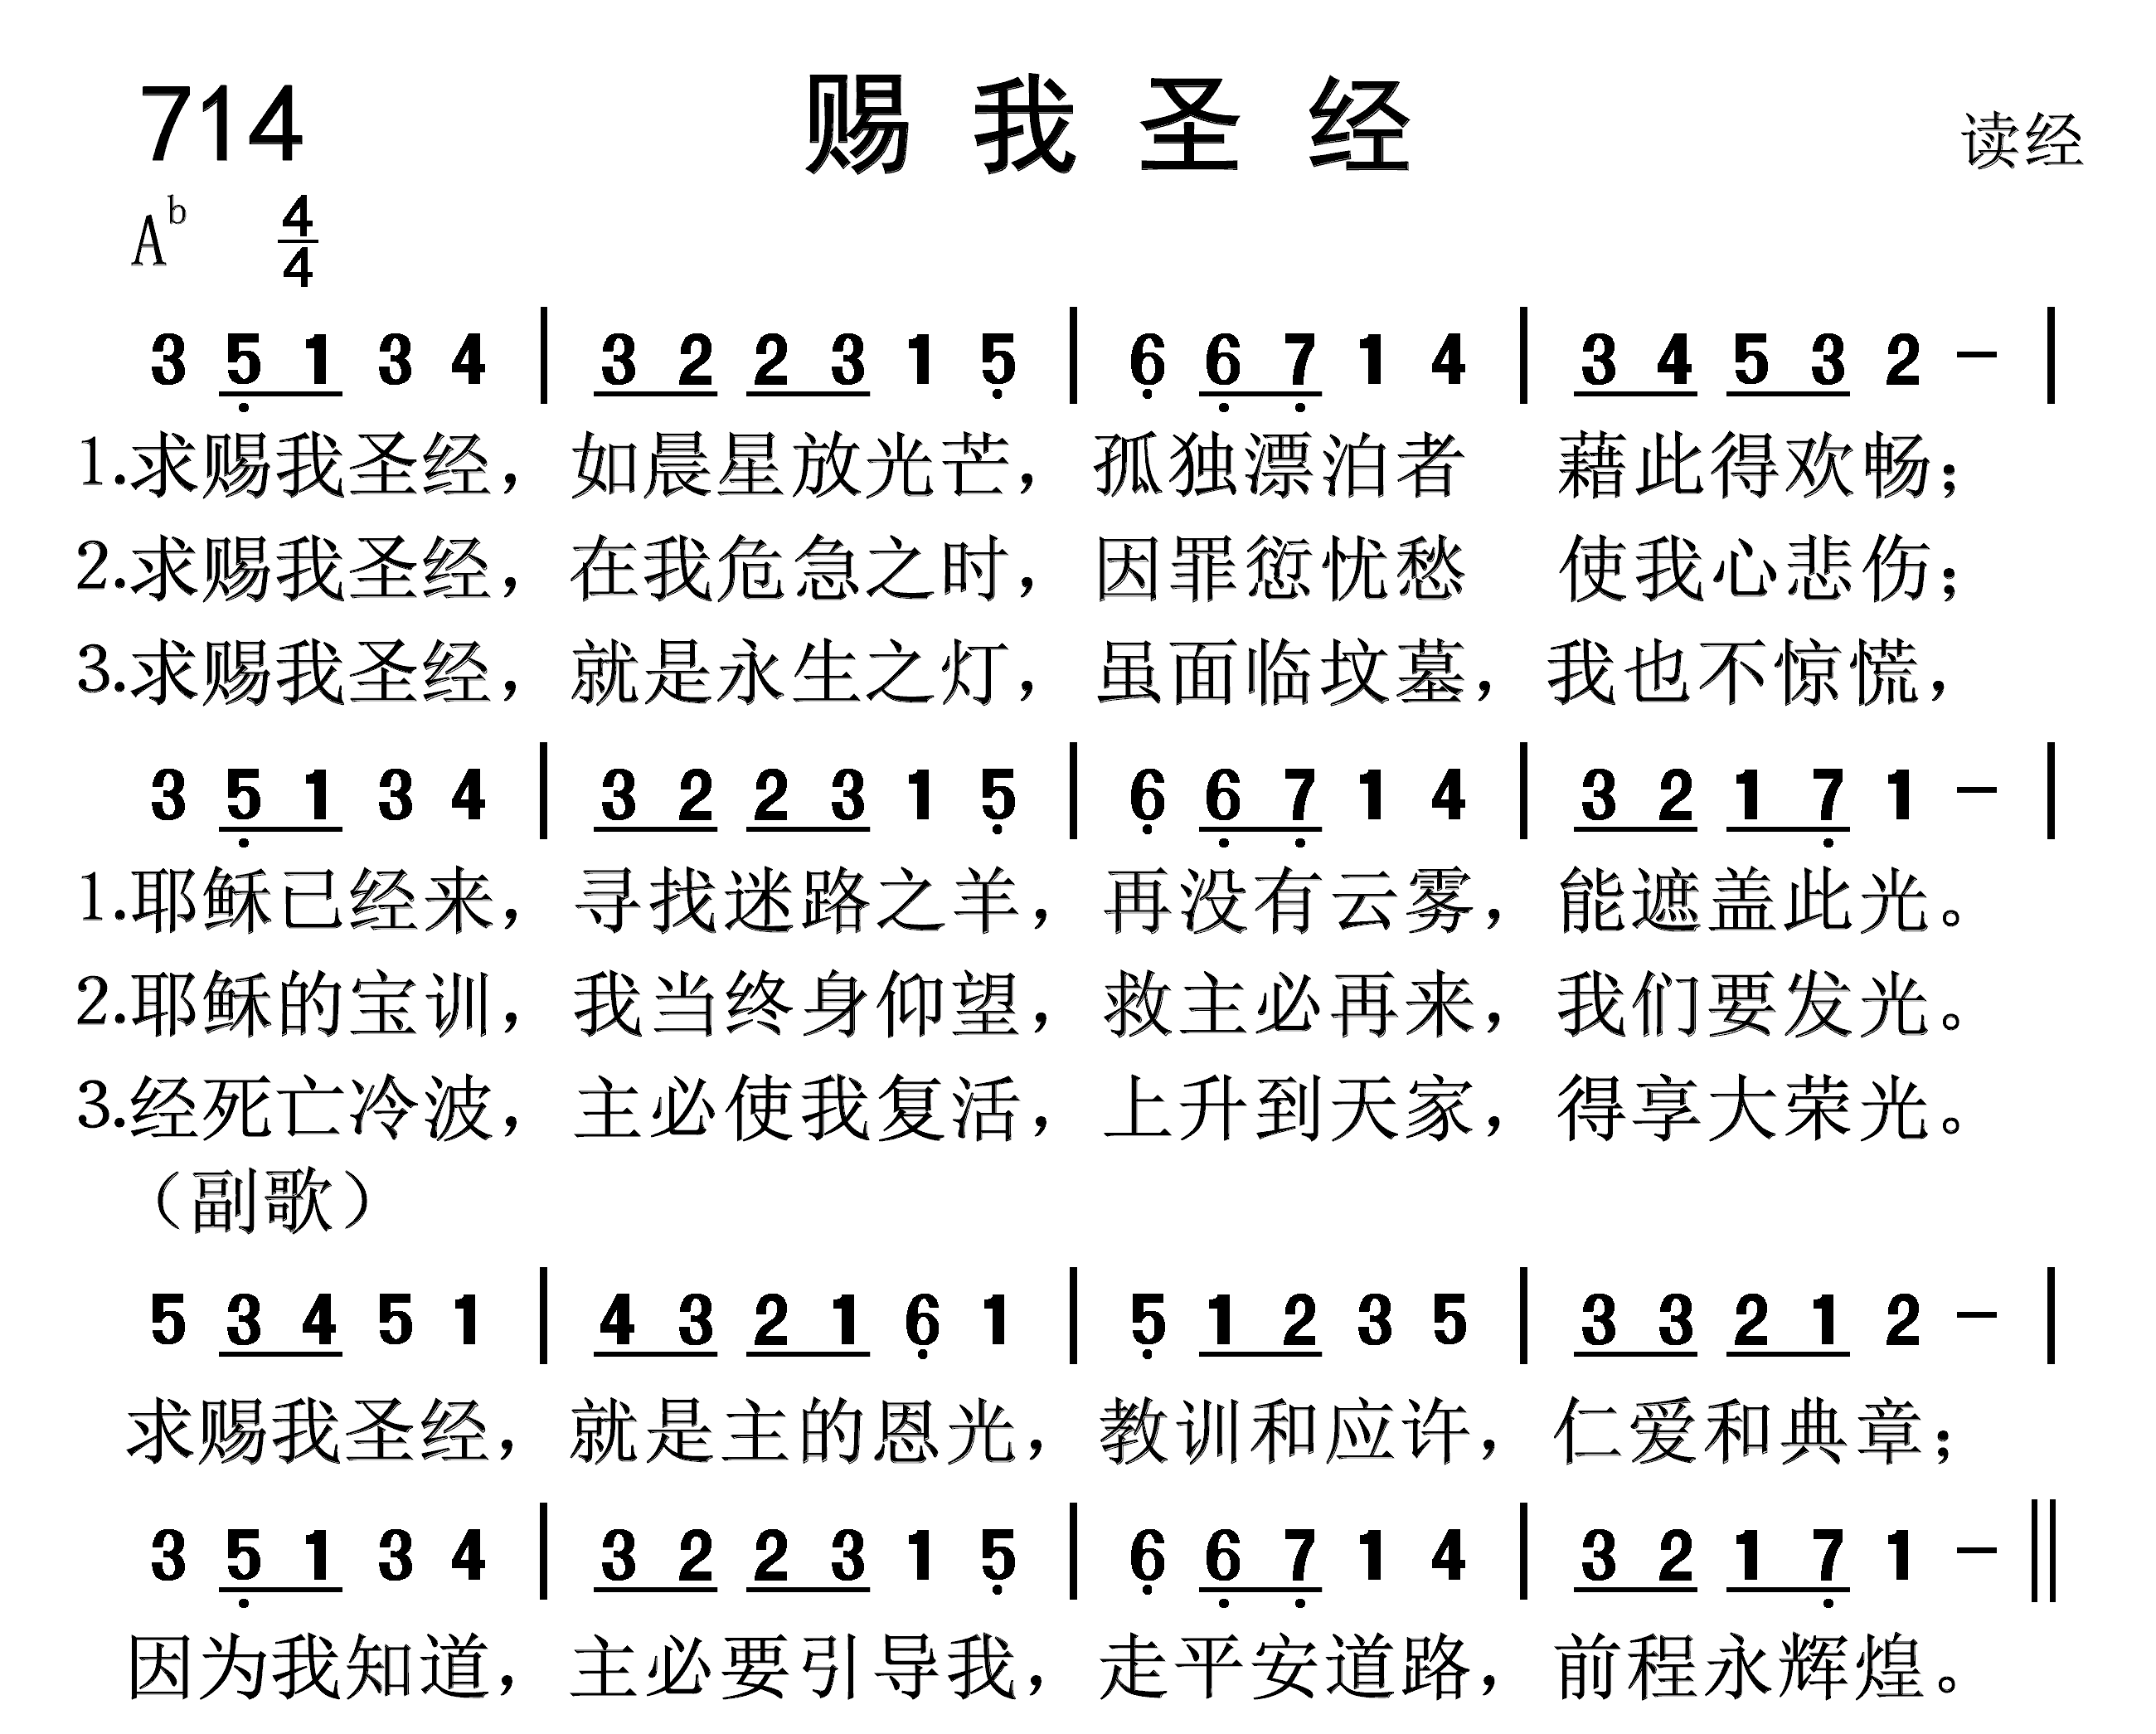 714 赐我圣经 读经
A♭ 4/4
3 5̣ 1 3 4 | 3 2 2 3 1 5̣ | 6̣ 6̣ 7̣ 1 4 | 3 4 5 3 2 － |
1.求赐我圣经，如晨星放光芒，孤独漂泊者 藉此得欢畅；
2.求赐我圣经，在我危急之时，因罪愆忧愁 使我心悲伤；
3.求赐我圣经，就是永生之灯，虽面临坟墓，我也不惊慌，
3 5̣ 1 3 4 | 3 2 2 3 1 5̣ | 6̣ 6̣ 7̣ 1 4 | 3 2 1 7̣ 1 － |
1.耶稣已经来，寻找迷路之羊，再没有云雾，能遮盖此光。
2.耶稣的宝训，我当终身仰望，救主必再来，我们要发光。
3.经死亡冷波，主必使我复活，上升到天家，得享大荣光。
（副歌）
5 3 4 5 1 | 4 3 2 1 6̣ 1 | 5̣ 1 2 3 5 | 3 3 2 1 2 － |
求赐我圣经，就是主的恩光，教训和应许，仁爱和典章；
3 5̣ 1 3 4 | 3 2 2 3 1 5̣ | 6̣ 6̣ 7̣ 1 4 | 3 2 1 7̣ 1 － ‖
因为我知道，主必要引导我，走平安道路，前程永辉煌。